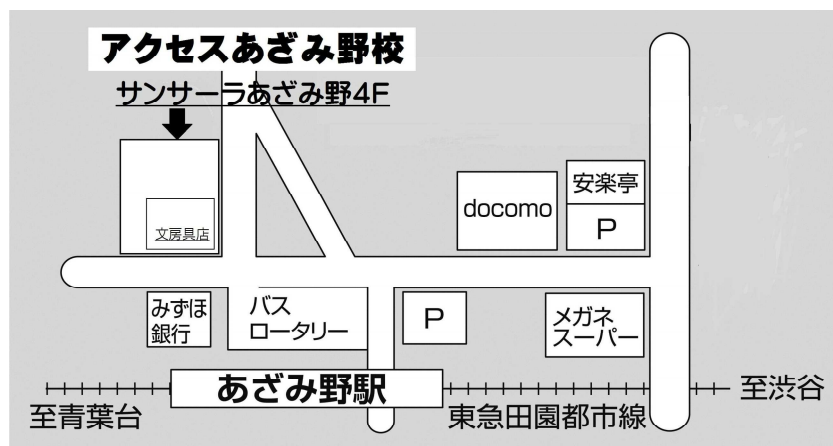 アクセスあざみ野校
サンサーラあざみ野4F
文房具店
docomo
安楽亭
P
みずほ
銀行
バス
ロータリー
P
メガネ
スーパー
あざみ野駅
至渋谷
至青葉台
東急田園都市線